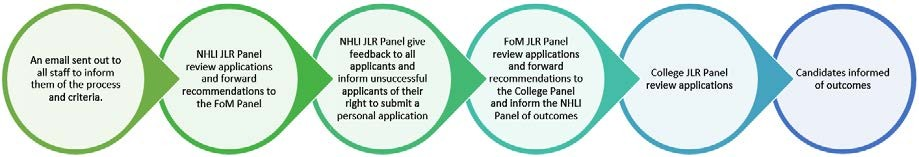 An email sent out to
all staff to inform
them of the process
and criteria.
NHLI JLR Panel
review applications
and forward
recommendations to
the FoM Panel
NHLI JLR Panel give
feedback to all
applicants and
inform unsuccessful
applicants of their
right to submit a
personal application
FoM JLR Panel
review applications
and forward
recommendations to
the College Panel
and inform the NHLI
Panel of outcomes
College JLR Panel
review applications
Candidates informed
of outcomes